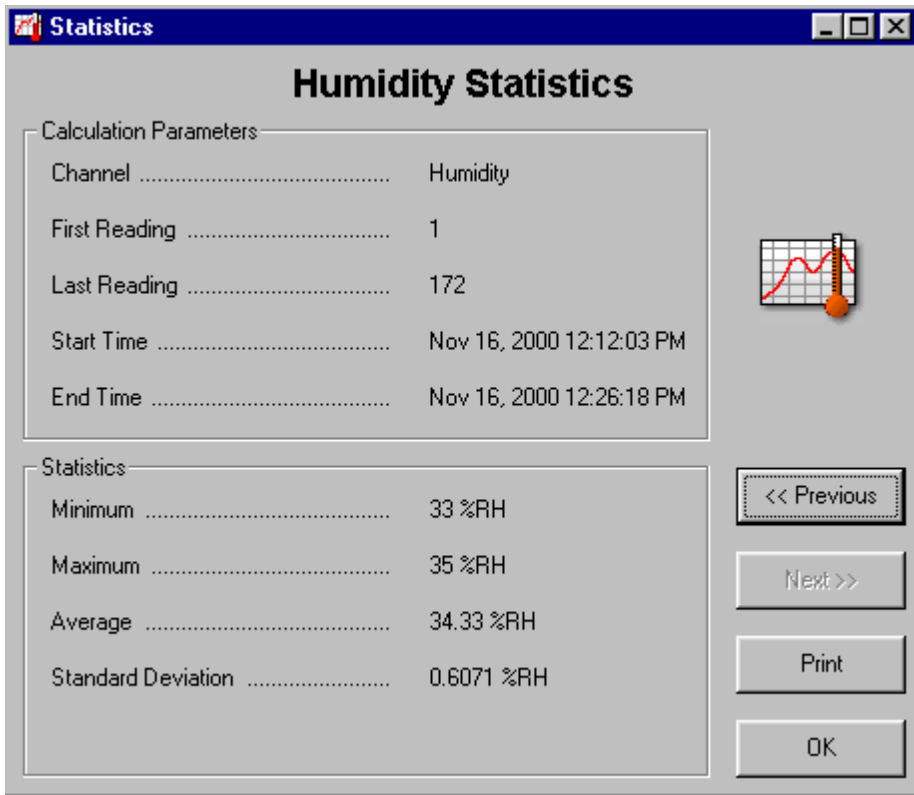 Statistics
Humidity Statistics
Calculation Parameters
Channel ........................................ Humidity
First Reading .................................. 1
Last Reading ................................... 172
Start Time ....................................... Nov 16, 2000 12:12:03 PM
End Time ........................................ Nov 16, 2000 12:26:18 PM
Statistics
Minimum ......................................... 33 %RH
Maximum ........................................ 35 %RH
Average ......................................... 34.33 %RH
Standard Deviation ........................ 0.6071 %RH
<< Previous
Next >>
Print
OK